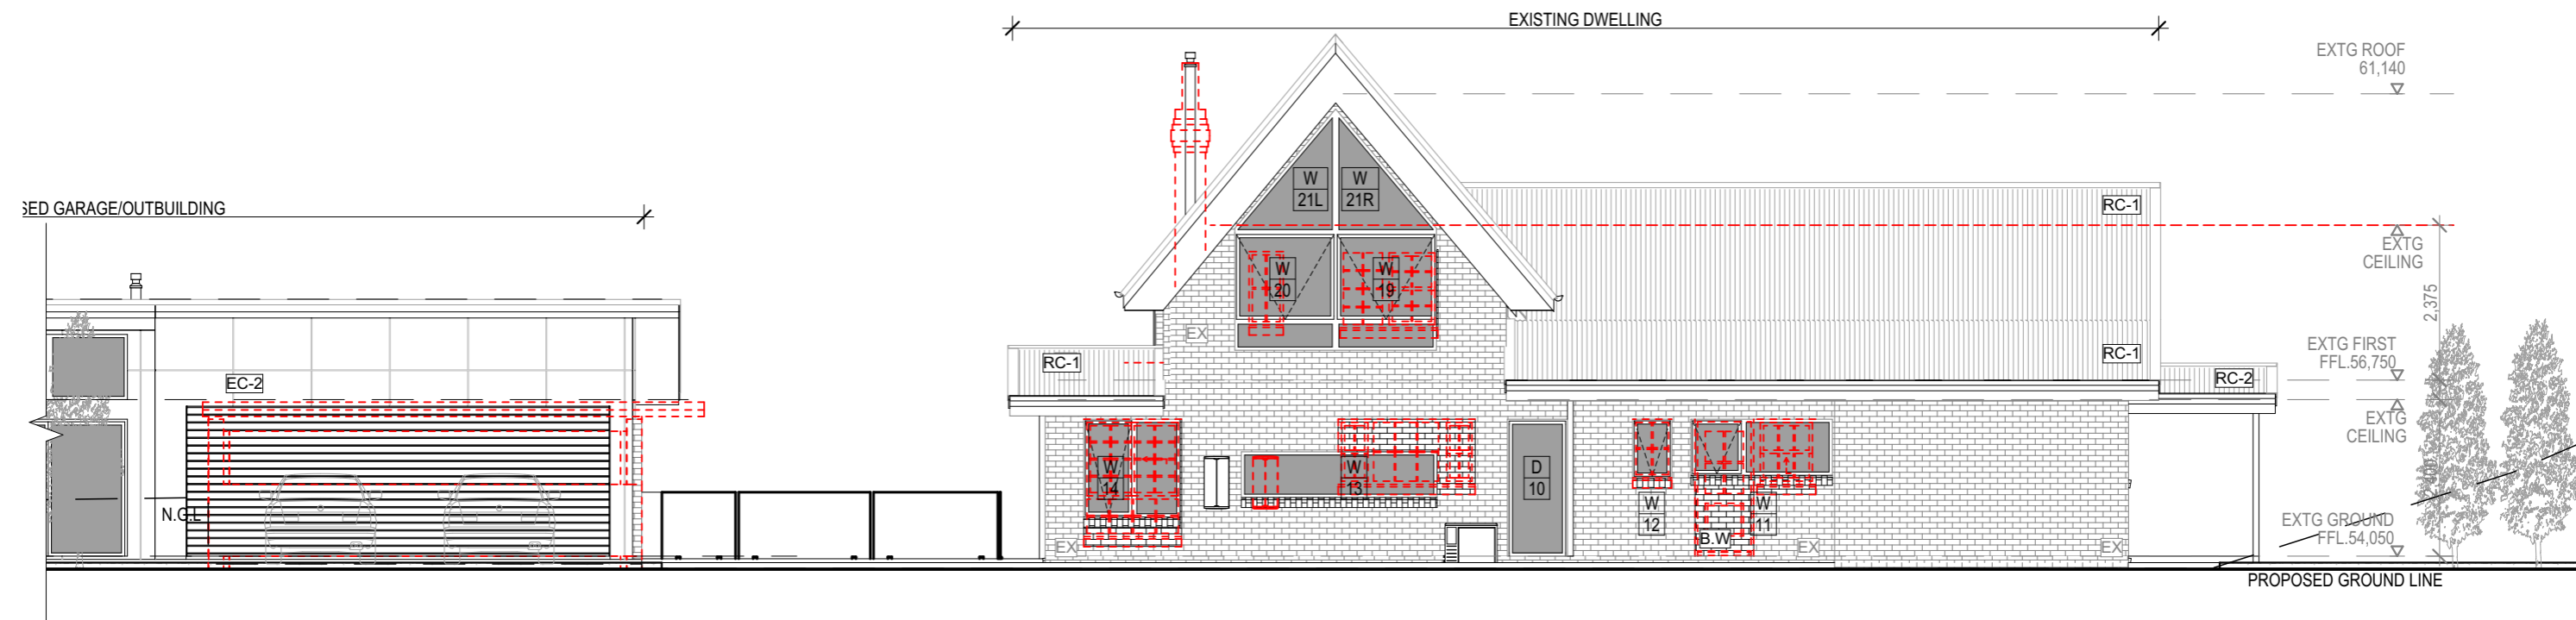 EXISTING DWELLING
EXTG ROOF
61,140
SED GARAGE/OUTBUILDING
W
21L
W
21R
RC-1
EXTG
CEILING
W
20
W
19
2,375
EX
EXTG FIRST
FFL.56,750
RC-1
RC-1
RC-2
EC-2
EXTG
CEILING
W
14
W
13
D
10
W
12
W
11
N.G.L
B.W
EX
EX
EX
EXTG GROUND
FFL.54,050
PROPOSED GROUND LINE